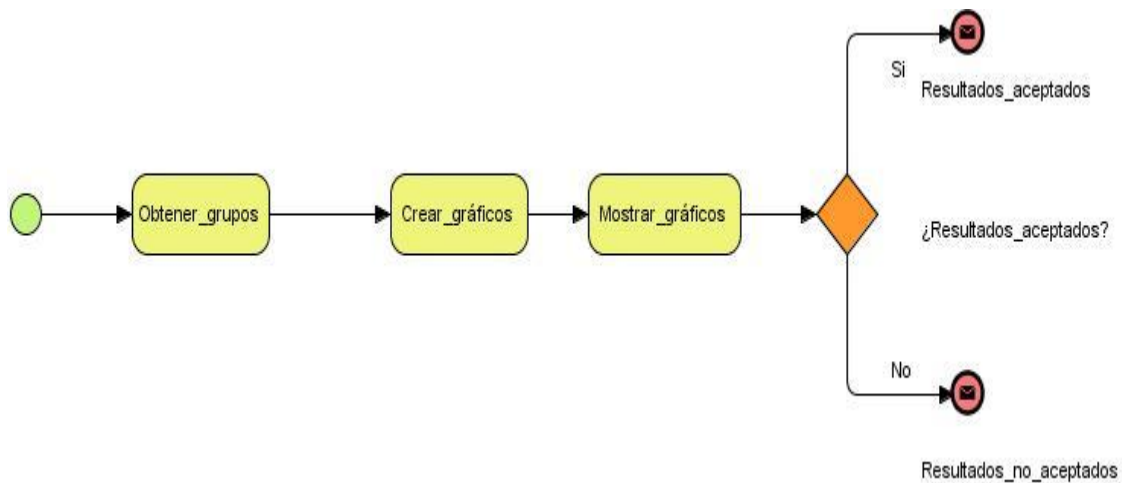 Si
Resultados_aceptados
Obtener_grupos
Crear_gráficos
Mostrar_gráficos
¿Resultados_aceptados?
No
Resultados_no_aceptados